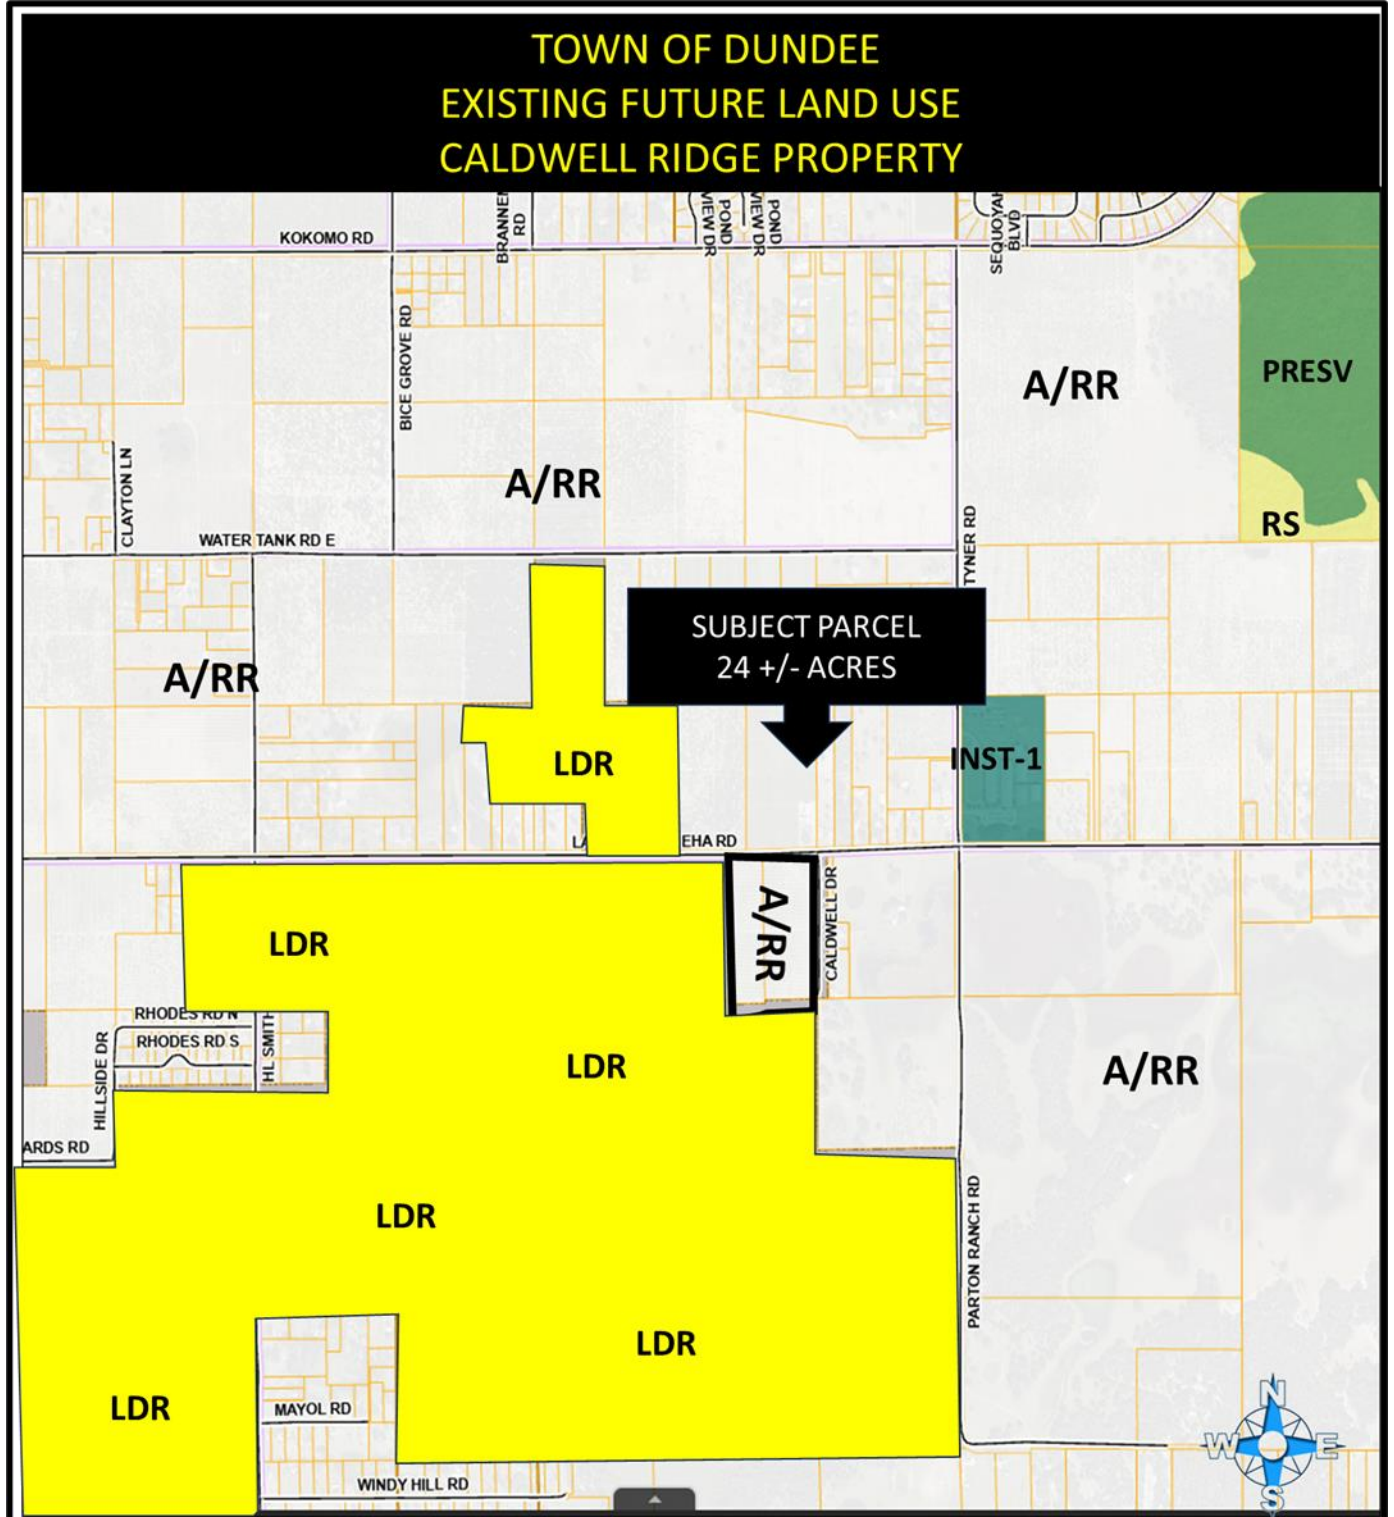 TOWN OF DUNDEE
EXISTING FUTURE LAND USE
CALDWELL RIDGE PROPERTY
KOKOMO RD
BRANNEN
RD
VIEW DR
POND
VIEW DR
POND
SEQUOYAH
BLVD
BICE GROVE RD
A/RR
PRESV
CLAYTON LN
A/RR
RS
WATER TANK RD E
TYNER RD
SUBJECT PARCEL
24 +/- ACRES
A/RR
LDR
INST-1
LA
EHA RD
A/RR
CALDWELL DR
LDR
RHODES RD N
RHODES RD S
HL SMITH
HILLSIDE DR
LDR
A/RR
ARDS RD
LDR
PARTON RANCH RD
LDR
LDR
MAYOL RD
WINDY HILL RD
N
W
E
S